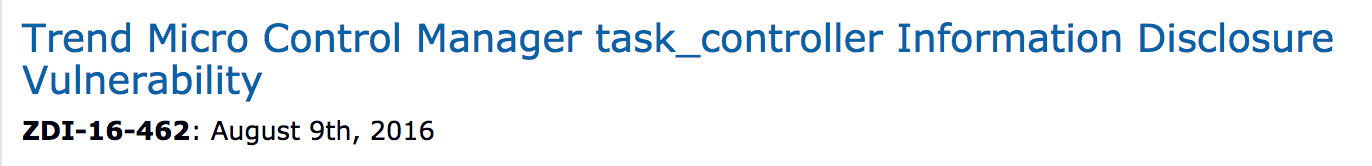 Trend Micro Control Manager task_controller Information Disclosure
Vulnerability
ZDI-16-462: August 9th, 2016